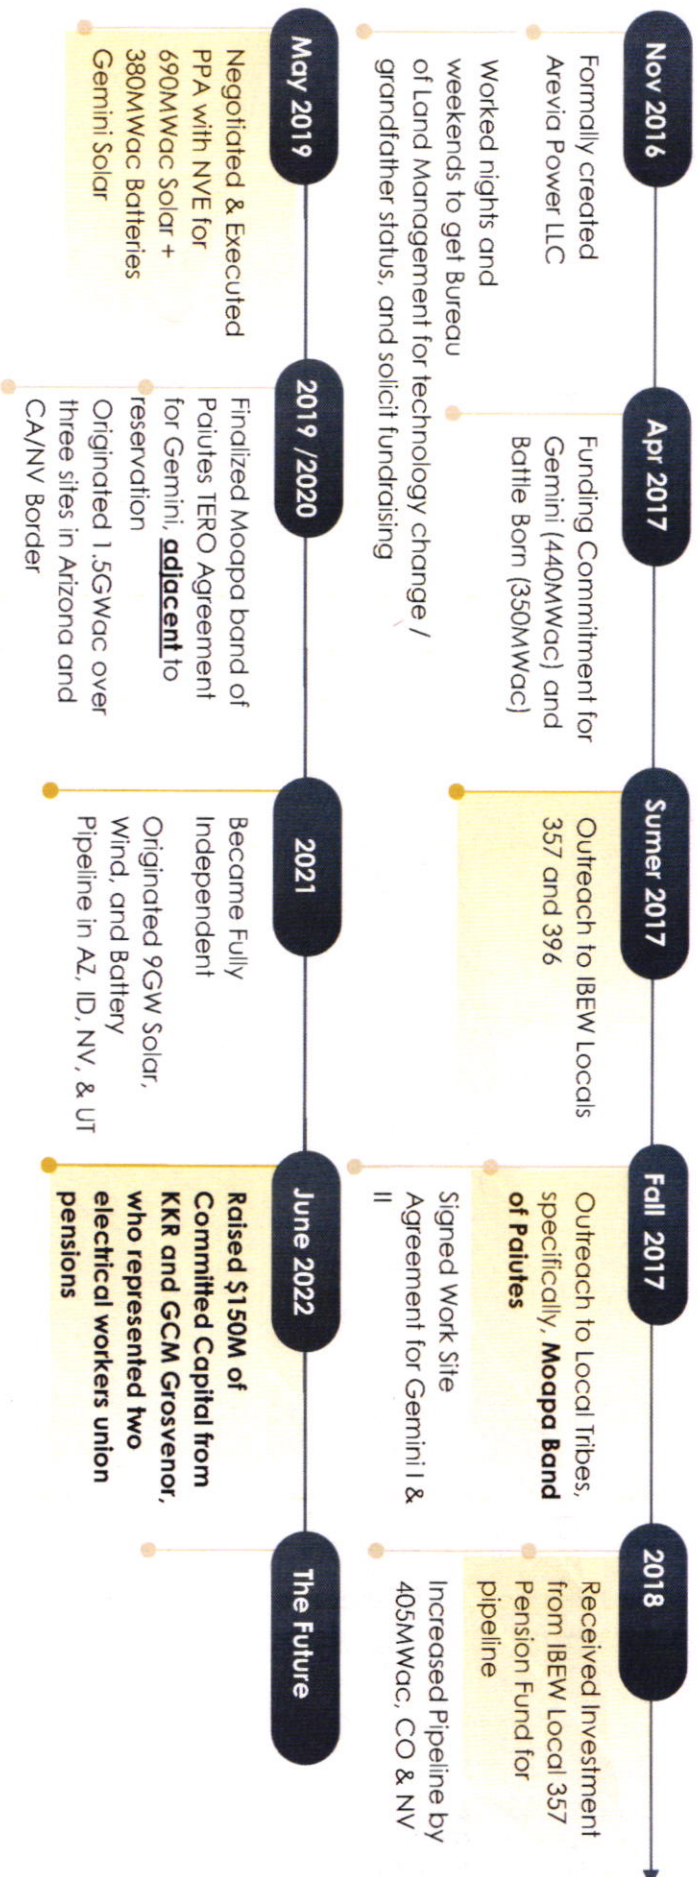 Nov 2016
Formally created
Arevia Power LLC
Worked nights and
weekends to get Bureau
of Land Management for technology change /
grandfather status, and solicit fundraising
Apr 2017
Funding Commitment for
Gemini (440MWac) and
Battle Born (350MWac)
Sumer 2017
Outreach to IBEW Locals
357 and 396
Fall 2017
Outreach to Local Tribes,
specifically, Moapa Band
of Paiutes
Signed Work Site
Agreement for Gemini I &
II
2018
Received Investment
from IBEW Local 357
Pension Fund for
pipeline
Increased Pipeline by
405MWac, CO & NV
May 2019
Negotiated & Executed
PPA with NVE for
690MWac Solar +
380MWac Batteries
Gemini Solar
2019 /2020
Finalized Moapa band of
Paiutes TERO Agreement
for Gemini, adjacent to
reservation
Originated 1.5GWac over
three sites in Arizona and
CA/NV Border
2021
Became Fully
Independent
Originated 9GW Solar,
Wind, and Battery
Pipeline in AZ, ID, NV, & UT
June 2022
Raised $150M of
Committed Capital from
KKR and GCM Grosvenor,
who represented two
electrical workers union
pensions
The Future